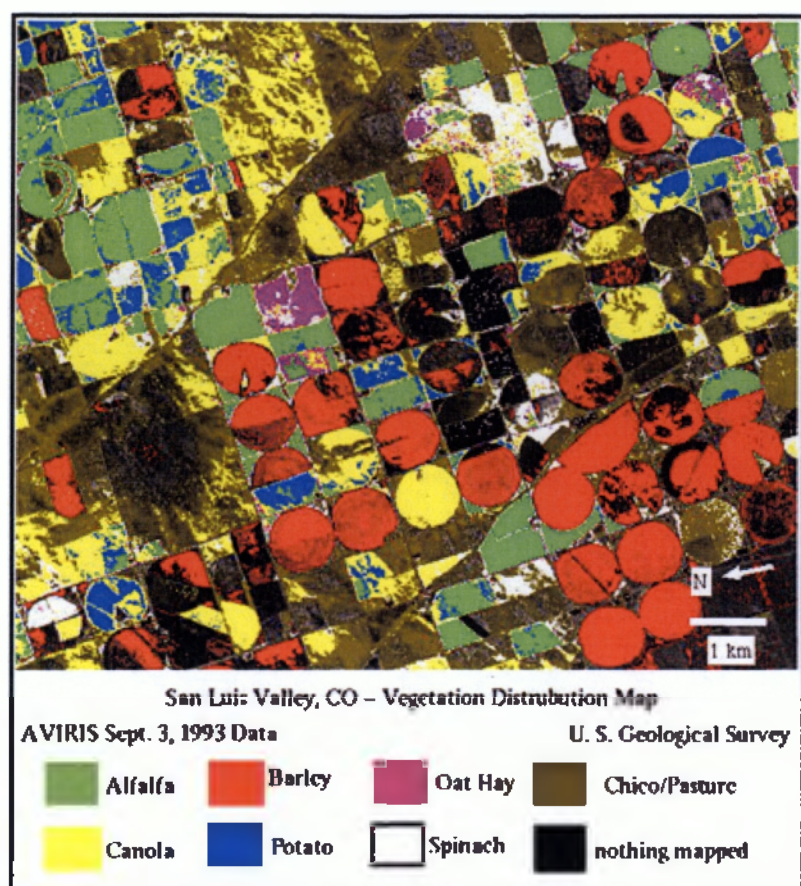 N
1 km
San Luis Valley, CO – Vegetation Distrubution Map
AVIRIS Sept. 3, 1993 Data U. S. Geological Survey
Alfalfa Barley Oat Hay Chico/Pasture
Canola Potato Spinach nothing mapped